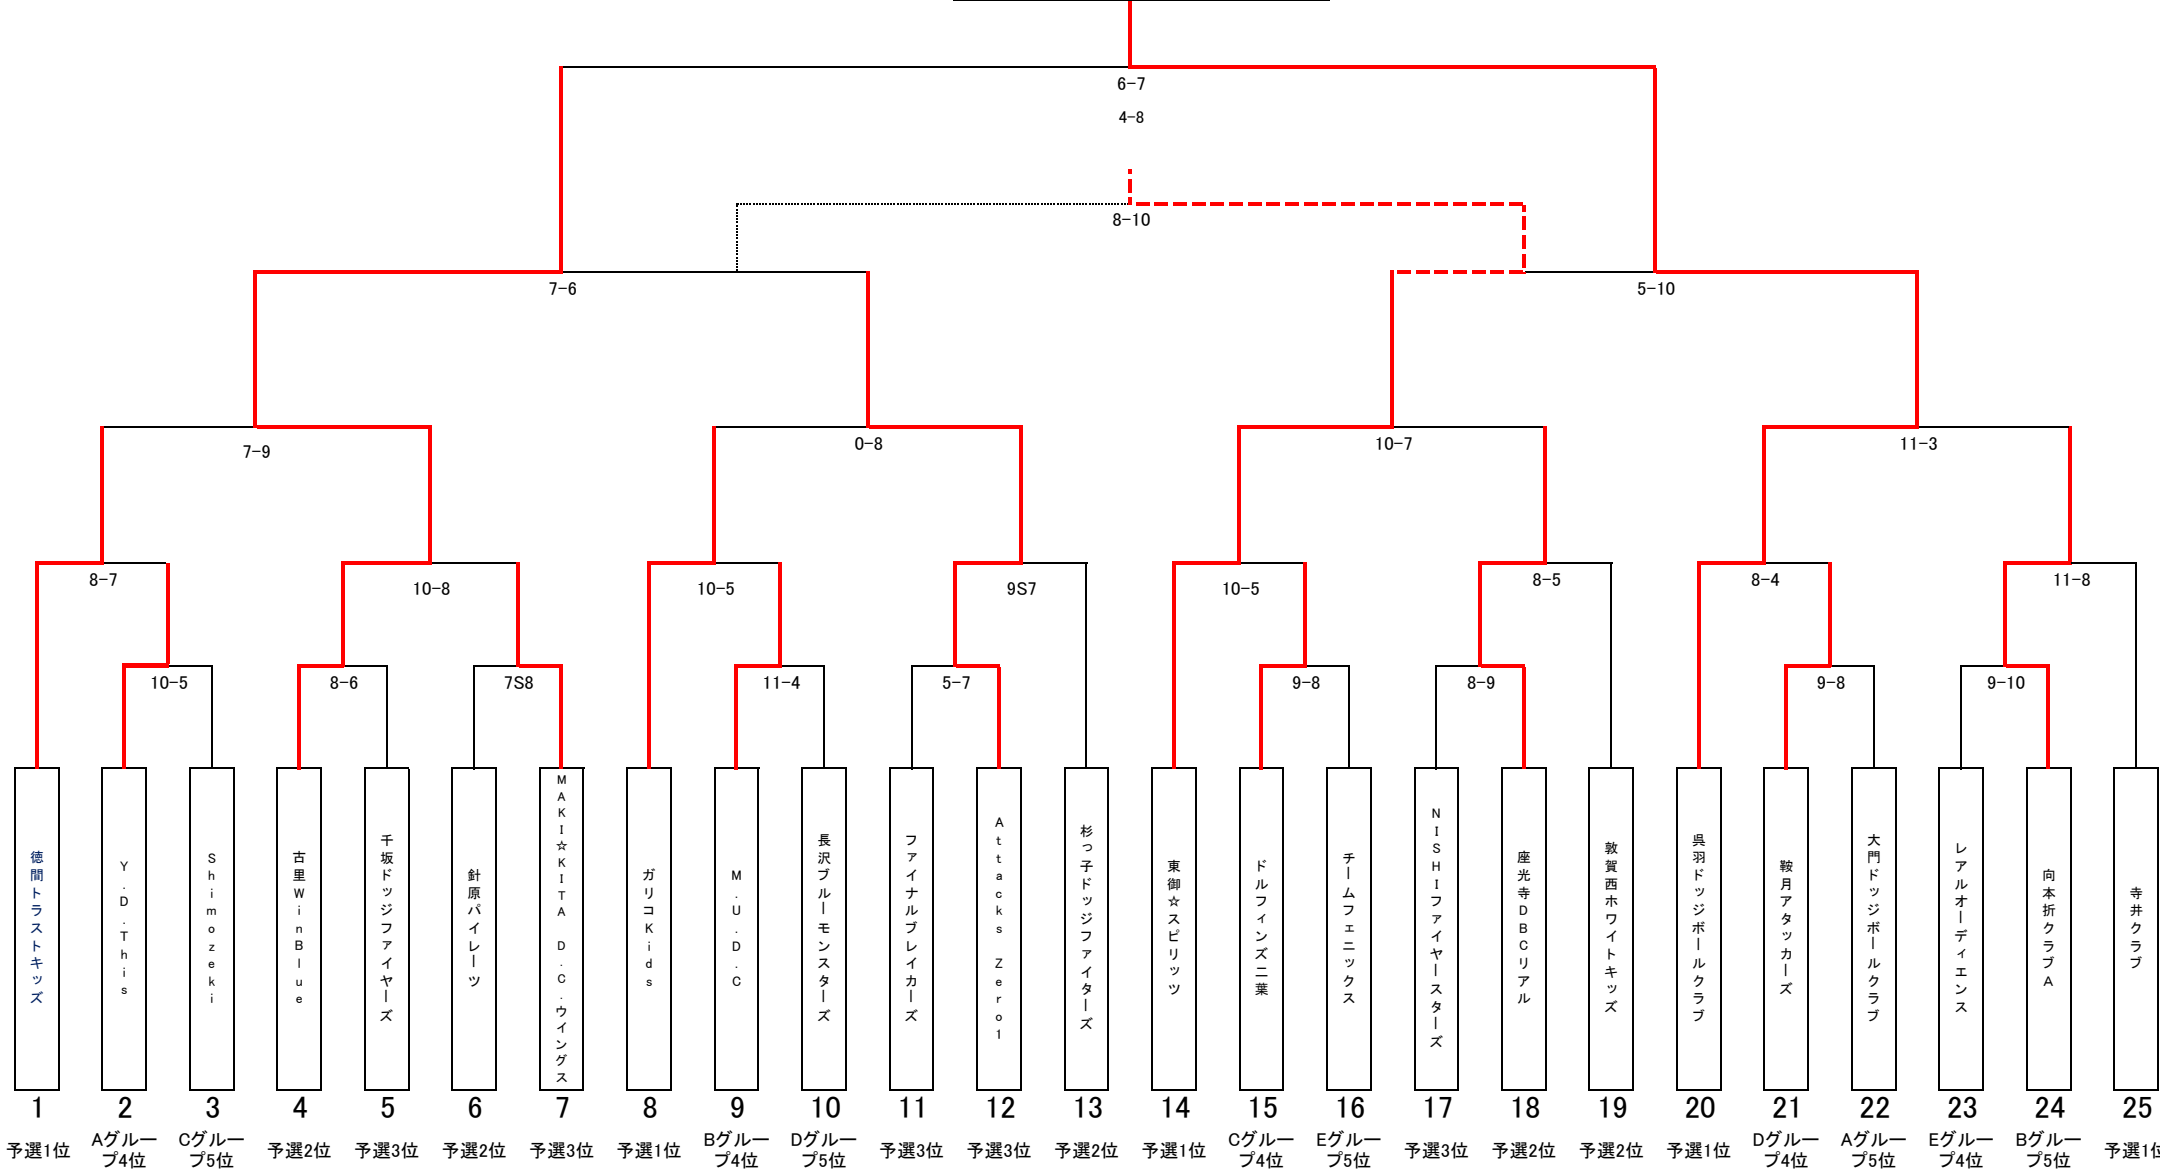 6-7
4-8
8-10
7-6
5-10
7-9
0-8
10-7
11-3
8-7
10-8
10-5
9S7
10-5
8-5
8-4
11-8
10-5
8-6
7S8
11-4
5-7
9-8
8-9
9-8
9-10
徳間トラストキッズ
Y.D.This
Shimozeki
古里WinBlue
千坂ドッジファイヤーズ
針原パイレーツ
MAKI☆KITA D.C.ウイングス
ガリコKids
M.U.D.C
長沢ブルーモンスターズ
ファイナルブレイカーズ
Attacks Zero1
杉っ子ドッジファイターズ
東御☆スピリッツ
ドルフィンズ二葉
チームフェニックス
NISHIファイヤースターズ
座光寺DBCリアル
敦賀西ホワイトキッズ
呉羽ドッジボールクラブ
鞍月アタッカーズ
大門ドッジボールクラブ
レアルオーディエンス
向本折クラブA
寺井クラブ
1 2 3 4 5 6 7 8 9 10 11 12 13 14 15 16 17 18 19 20 21 22 23 24 25
予選1位
Aグルー
プ4位
Cグルー
プ5位
予選2位
予選3位
予選2位
予選3位
予選1位
Bグルー
プ4位
Dグルー
プ5位
予選3位
予選3位
予選2位
予選1位
Cグルー
プ4位
Eグルー
プ5位
予選3位
予選2位
予選2位
予選1位
Dグルー
プ4位
Aグルー
プ5位
Eグルー
プ4位
Bグルー
プ5位
予選1位